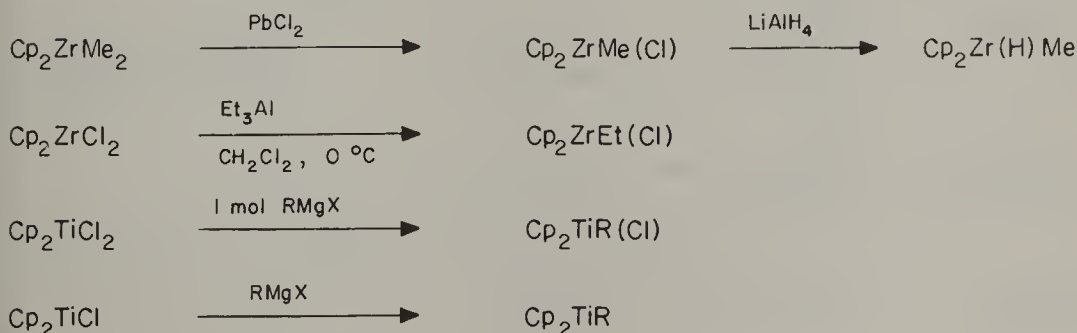 Cp₂ZrMe₂ PbCl₂ Cp₂ZrMe(Cl) LiAlH₄ Cp₂Zr(H)Me
Cp₂ZrCl₂ Et₃Al CH₂Cl₂, 0 °C Cp₂ZrEt(Cl)
Cp₂TiCl₂ 1 mol RMgX Cp₂TiR(Cl)
Cp₂TiCl RMgX Cp₂TiR